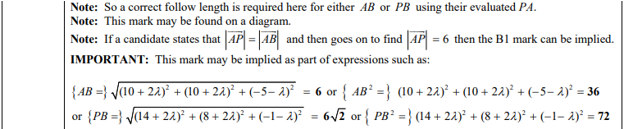 Note: So a correct follow length is required here for either AB or PB using their evaluated PA.
Note: This mark may be found on a diagram.
Note: If a candidate states that |AP| = |AB| and then goes on to find |AP| = 6 then the B1 mark can be implied.
IMPORTANT: This mark may be implied as part of expressions such as:
{AB =} √(10 + 2λ)² + (10 + 2λ)² + (−5 − λ)² = 6 or { AB² = } (10 + 2λ)² + (10 + 2λ)² + (−5 − λ)² = 36
or {PB =} √(14 + 2λ)² + (8 + 2λ)² + (−1 − λ)² = 6√2 or { PB² = } (14 + 2λ)² + (8 + 2λ)² + (−1 − λ)² = 72